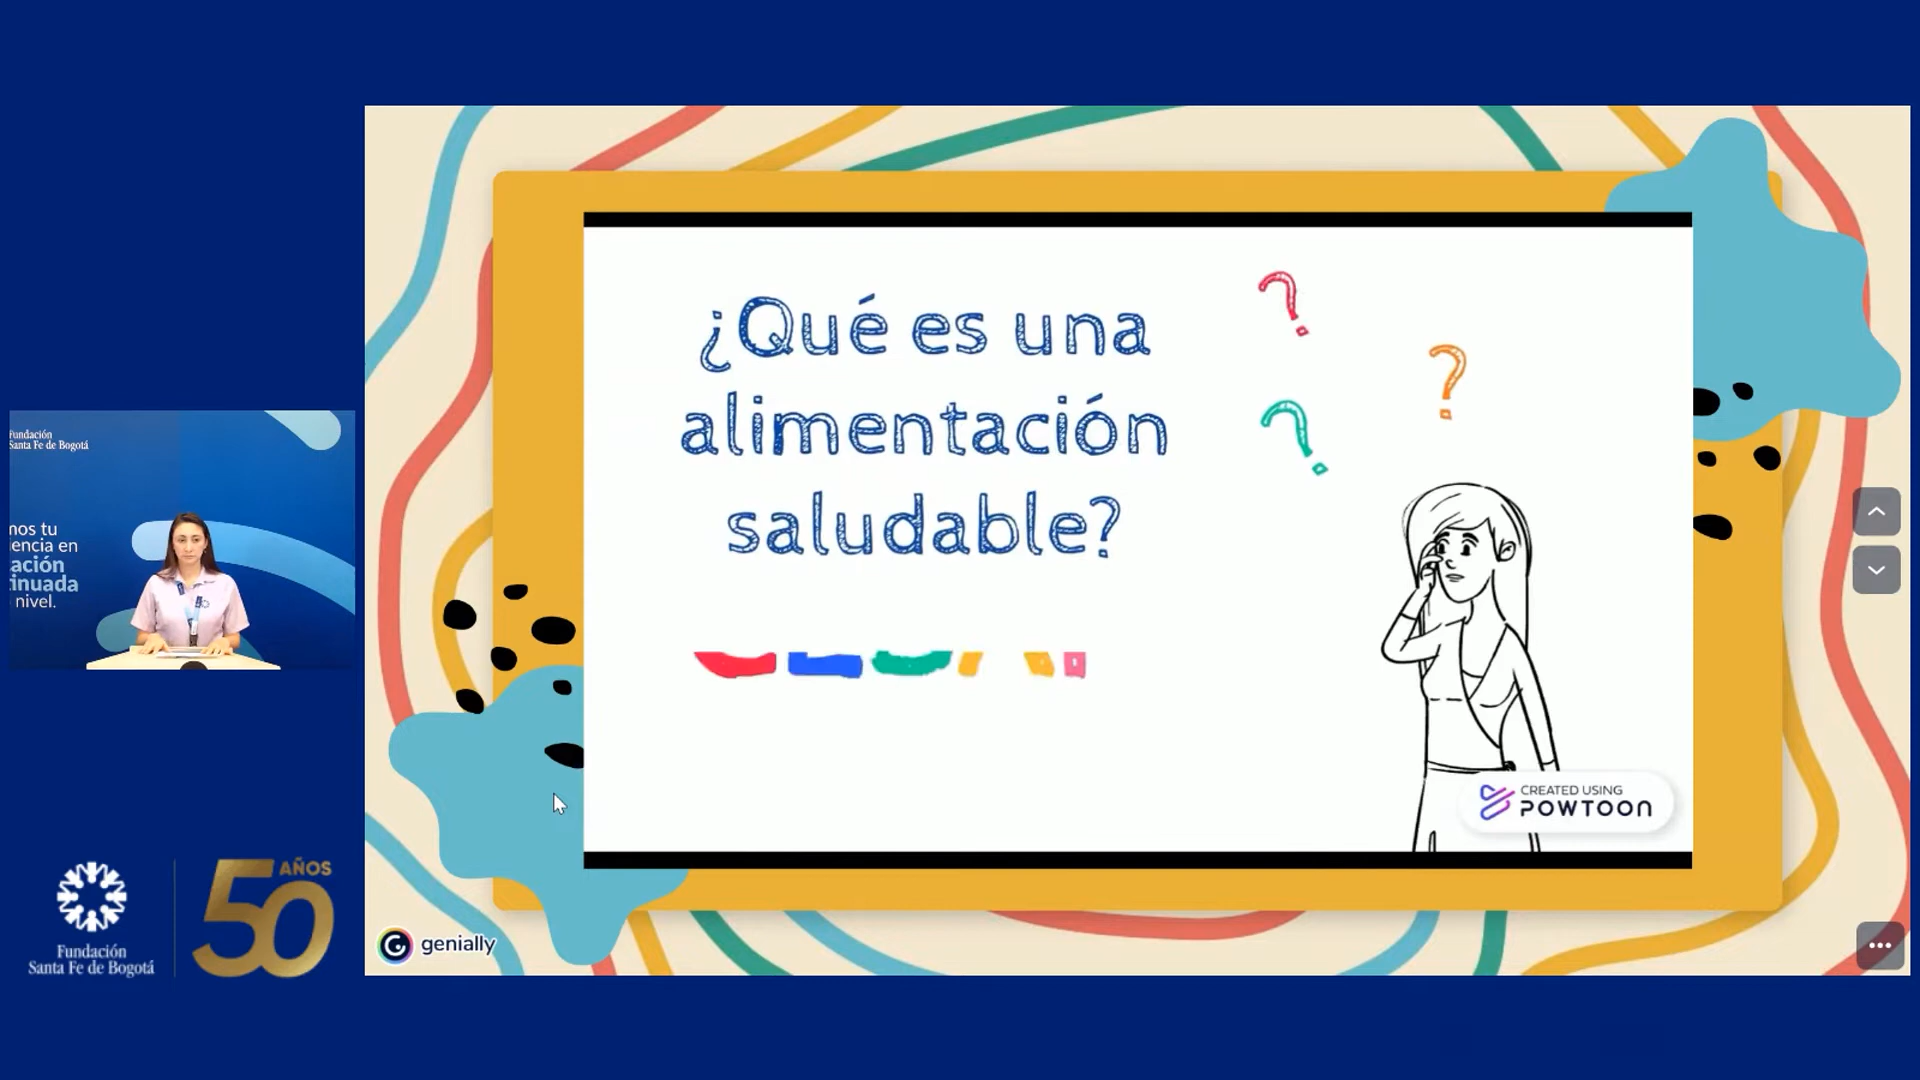 ¿Qué es una
alimentación
saludable?
CREATED USING
POWTOON
Fundación
Santa Fe de Bogotá
mos tu
encia en
ación
inuada
nivel.
Fundación
Santa Fe de Bogotá
50 AÑOS
genially